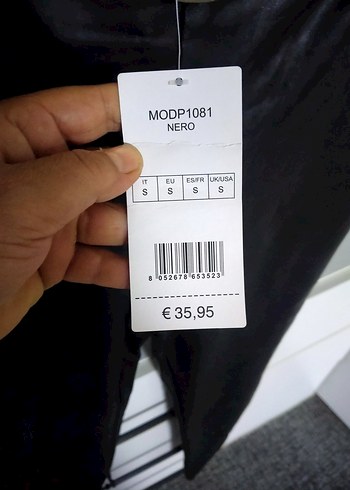 MODP1081
NERO
IT EU ES/FR UK/USA
S S S S
8 052678 653523
€ 35,95